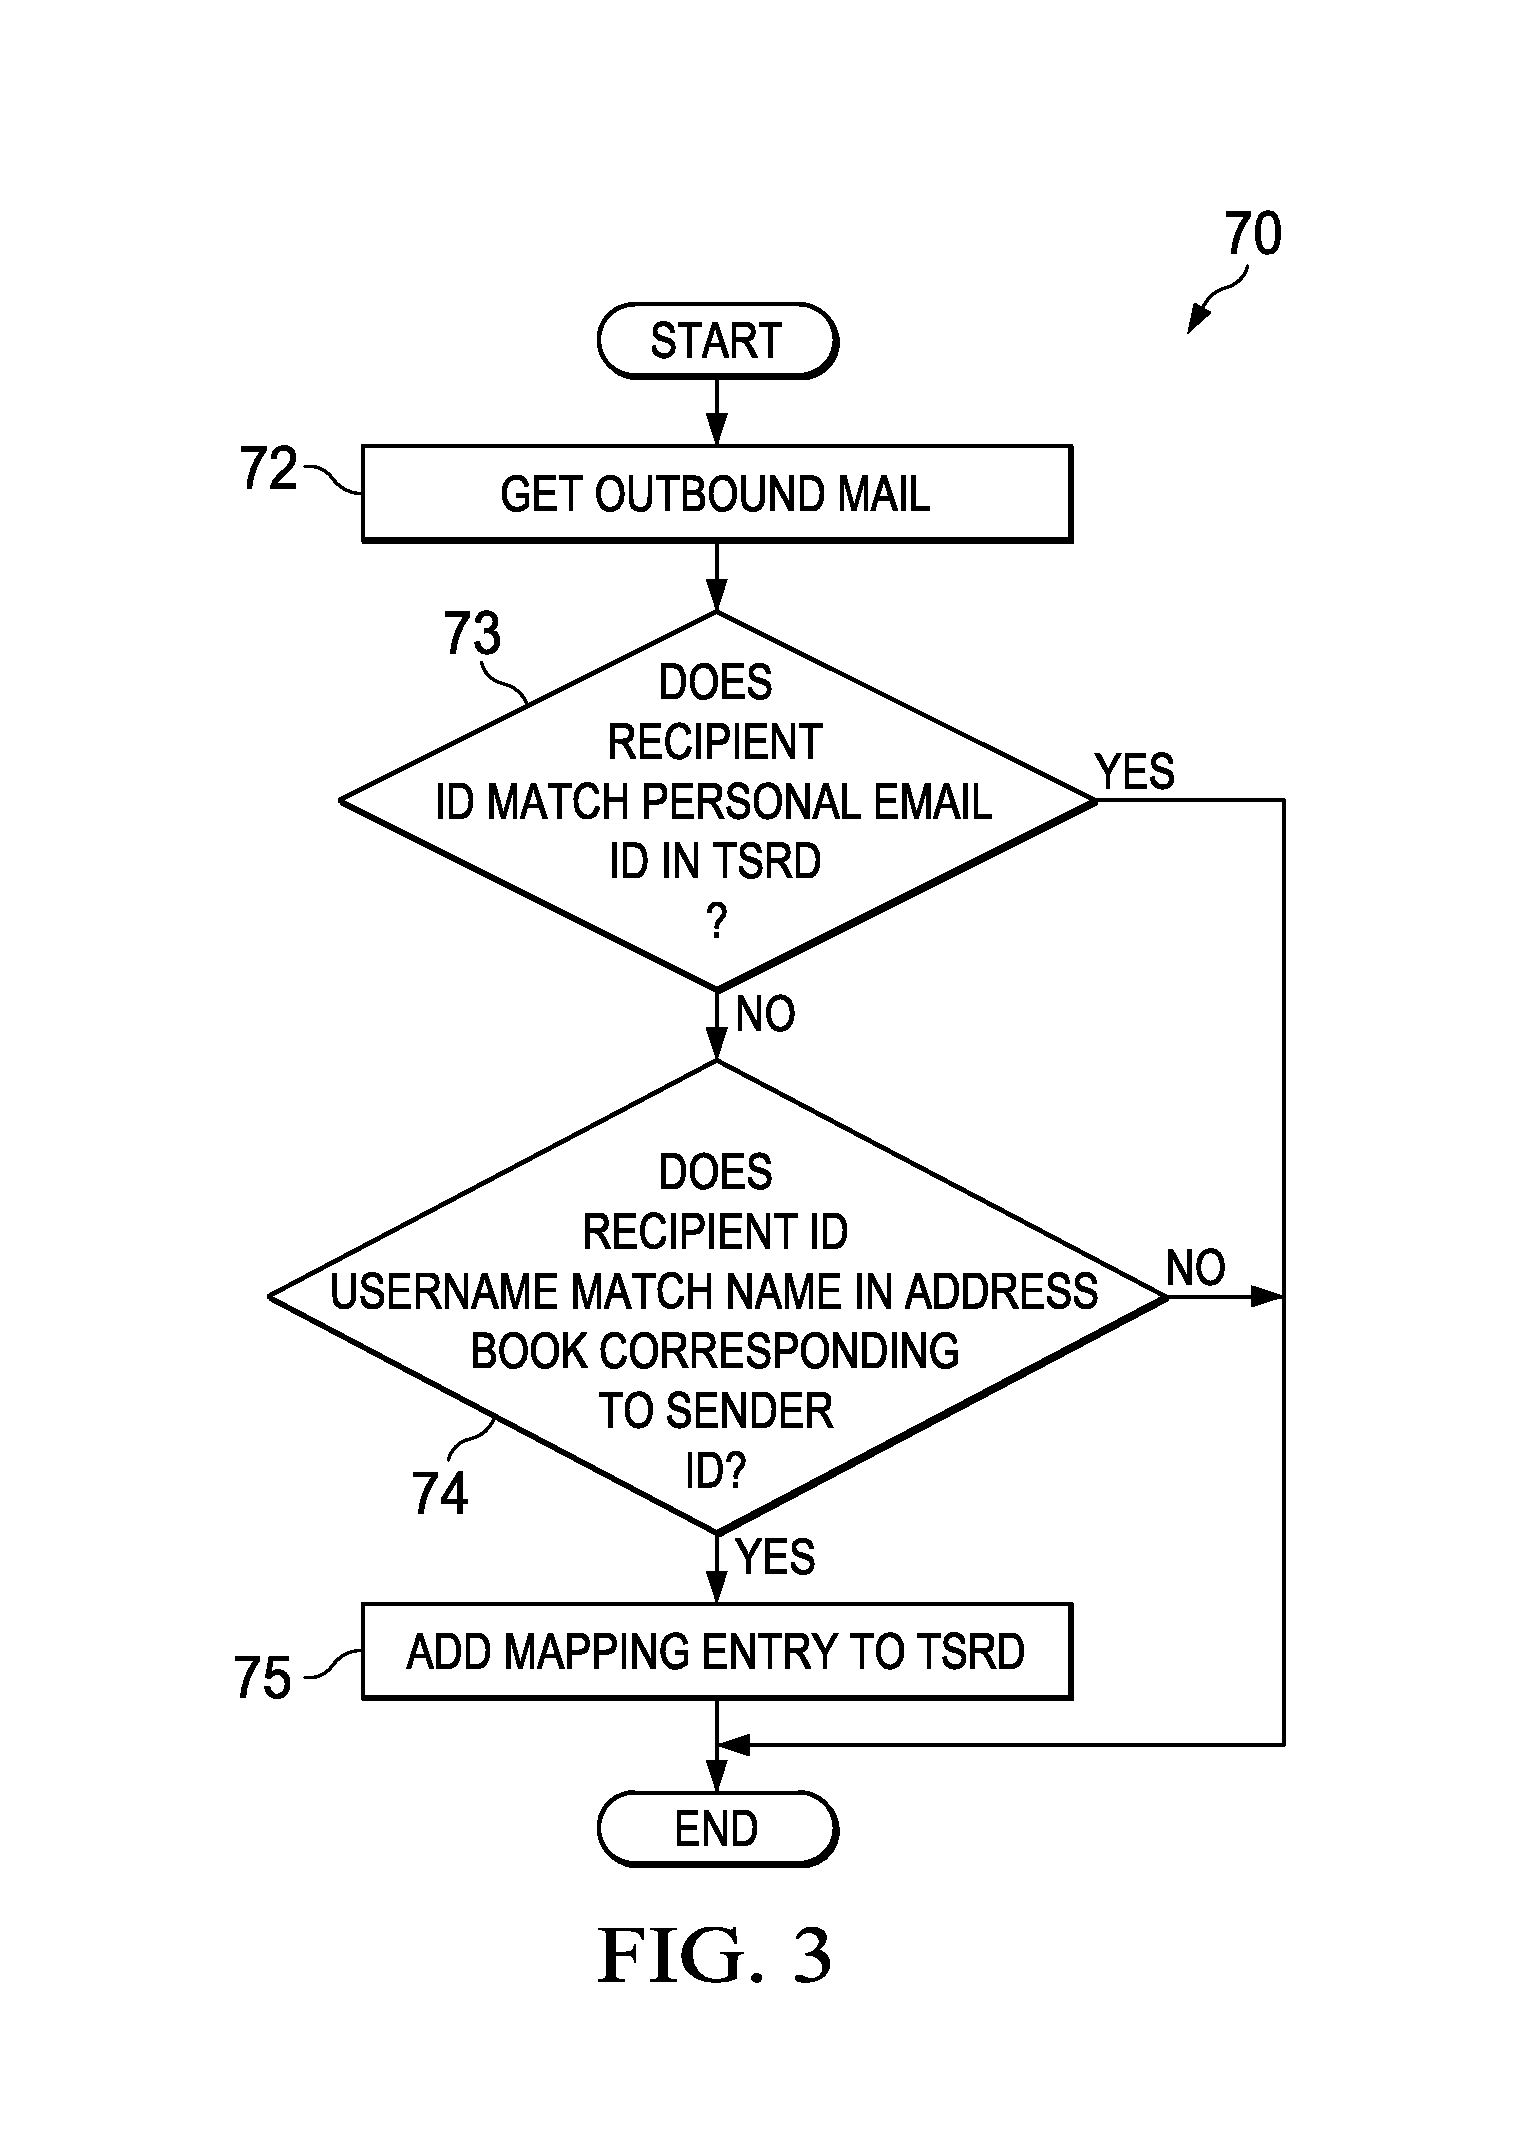 70
START
72
GET OUTBOUND MAIL
73
DOES
RECIPIENT
ID MATCH PERSONAL EMAIL
ID IN TSRD
?
YES
NO
DOES
RECIPIENT ID
USERNAME MATCH NAME IN ADDRESS
BOOK CORRESPONDING
TO SENDER
ID?
NO
74
YES
75
ADD MAPPING ENTRY TO TSRD
END
FIG. 3